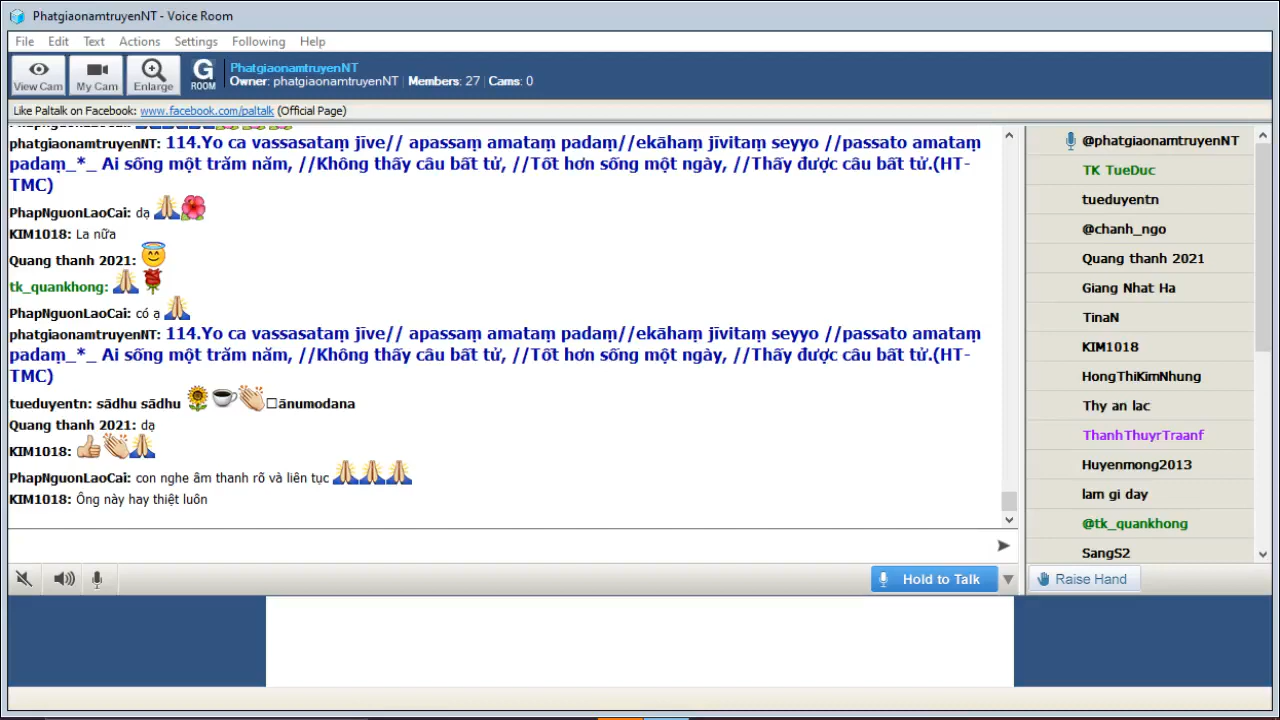 PhatgiaonamtruyenNT - Voice Room
File Edit Text Actions Settings Following Help
View Cam My Cam Enlarge G ROOM
PhatgiaonamtruyenNT
Owner: phatgiaonamtruyenNT Members: 27 Cams: 0
Like Paltalk on Facebook: www.facebook.com/paltalk (Official Page)
phatgiaonamtruyenNT: 114.Yo ca vassasataṃ jīve// apassaṃ amataṃ padaṃ//ekāhaṃ jīvitaṃ seyyo //passato amataṃ
padaṃ_*_ Ai sống một trăm năm, //Không thấy câu bất tử, //Tốt hơn sống một ngày, //Thấy được câu bất tử.(HT-
TMC)
PhapNguonLaoCai: dạ 🙏🌺
KIM1018: La nữa
Quang thanh 2021: 😇
tk_quankhong: 🙏🌹
PhapNguonLaoCai: có ạ 🙏
phatgiaonamtruyenNT: 114.Yo ca vassasataṃ jīve// apassaṃ amataṃ padaṃ//ekāhaṃ jīvitaṃ seyyo //passato amataṃ
padaṃ_*_ Ai sống một trăm năm, //Không thấy câu bất tử, //Tốt hơn sống một ngày, //Thấy được câu bất tử.(HT-
TMC)
tueduyentn: sādhu sādhu 🌻☕👏□ānumodana
Quang thanh 2021: dạ
KIM1018: 👍👏🙏
PhapNguonLaoCai: con nghe âm thanh rõ và liên tục 🙏🙏🙏
KIM1018: Ông này hay thiệt luôn
Hold to Talk
@phatgiaonamtruyenNT
TK TueDuc
tueduyentn
@chanh_ngo
Quang thanh 2021
Giang Nhat Ha
TinaN
KIM1018
HongThiKimNhung
Thy an lac
ThanhThuyrTraanf
Huyenmong2013
lam gi day
@tk_quankhong
SangS2
Raise Hand